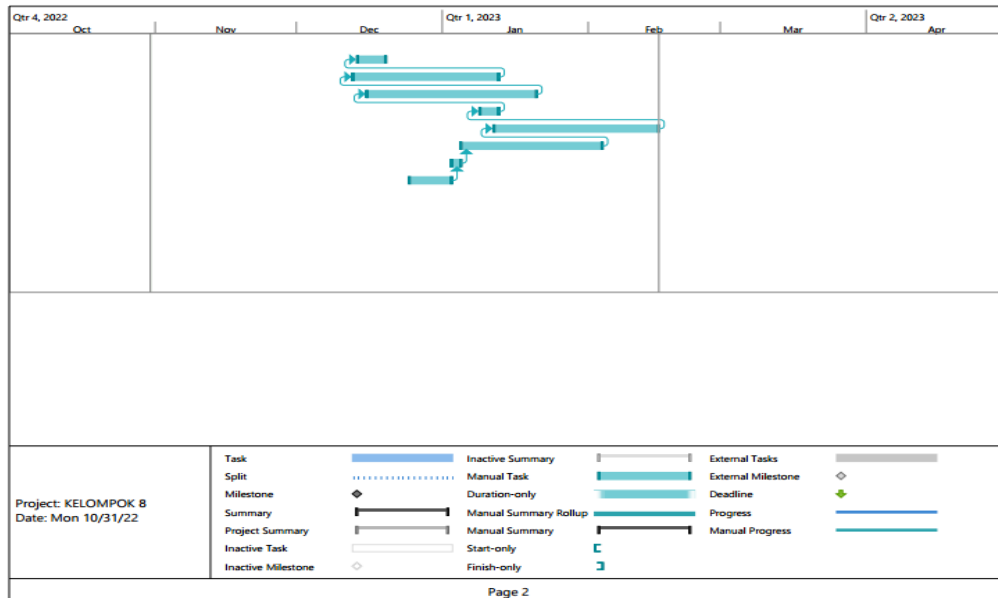 Qtr 4, 2022 Qtr 1, 2023 Qtr 2, 2023
Oct Nov Dec Jan Feb Mar Apr
Project: KELOMPOK 8
Date: Mon 10/31/22
Task
Split
Milestone
Summary
Project Summary
Inactive Task
Inactive Milestone
Inactive Summary
Manual Task
Duration-only
Manual Summary Rollup
Manual Summary
Start-only
Finish-only
External Tasks
External Milestone
Deadline
Progress
Manual Progress
Page 2